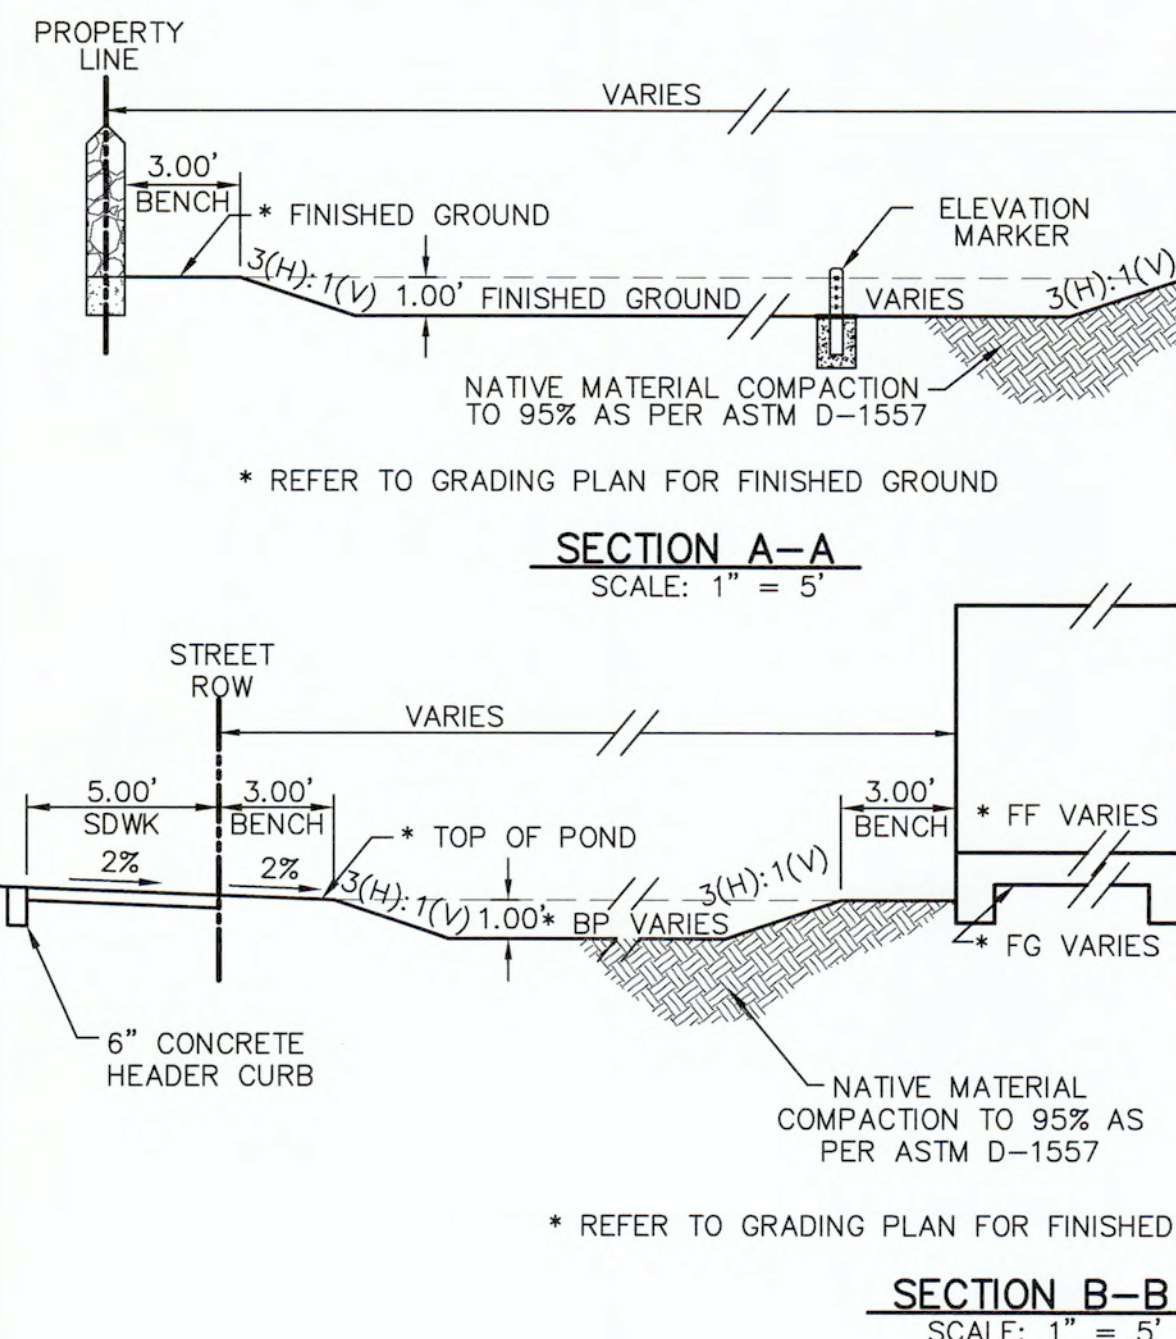 PROPERTY
LINE
VARIES
3.00'
BENCH
* FINISHED GROUND
ELEVATION
MARKER
3(H): 1(V)
1.00'
FINISHED GROUND
VARIES
3(H): 1(V)
NATIVE MATERIAL COMPACTION
TO 95% AS PER ASTM D-1557
* REFER TO GRADING PLAN FOR FINISHED GROUND
SECTION A-A
SCALE: 1" = 5'
STREET
ROW
VARIES
5.00'
SDWK
3.00'
BENCH
3.00'
BENCH
2%
2%
* TOP OF POND
* FF VARIES
3(H): 1(V)
1.00'
* BP VARIES
3(H): 1(V)
* FG VARIES
6" CONCRETE
HEADER CURB
NATIVE MATERIAL
COMPACTION TO 95% AS
PER ASTM D-1557
* REFER TO GRADING PLAN FOR FINISHED
SECTION B-B
SCALE: 1" = 5'